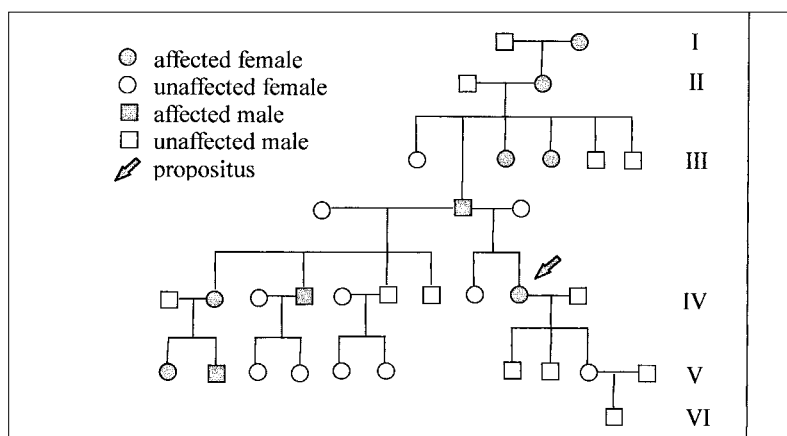 affected female
unaffected female
affected male
unaffected male
propositus
I
II
III
IV
V
VI